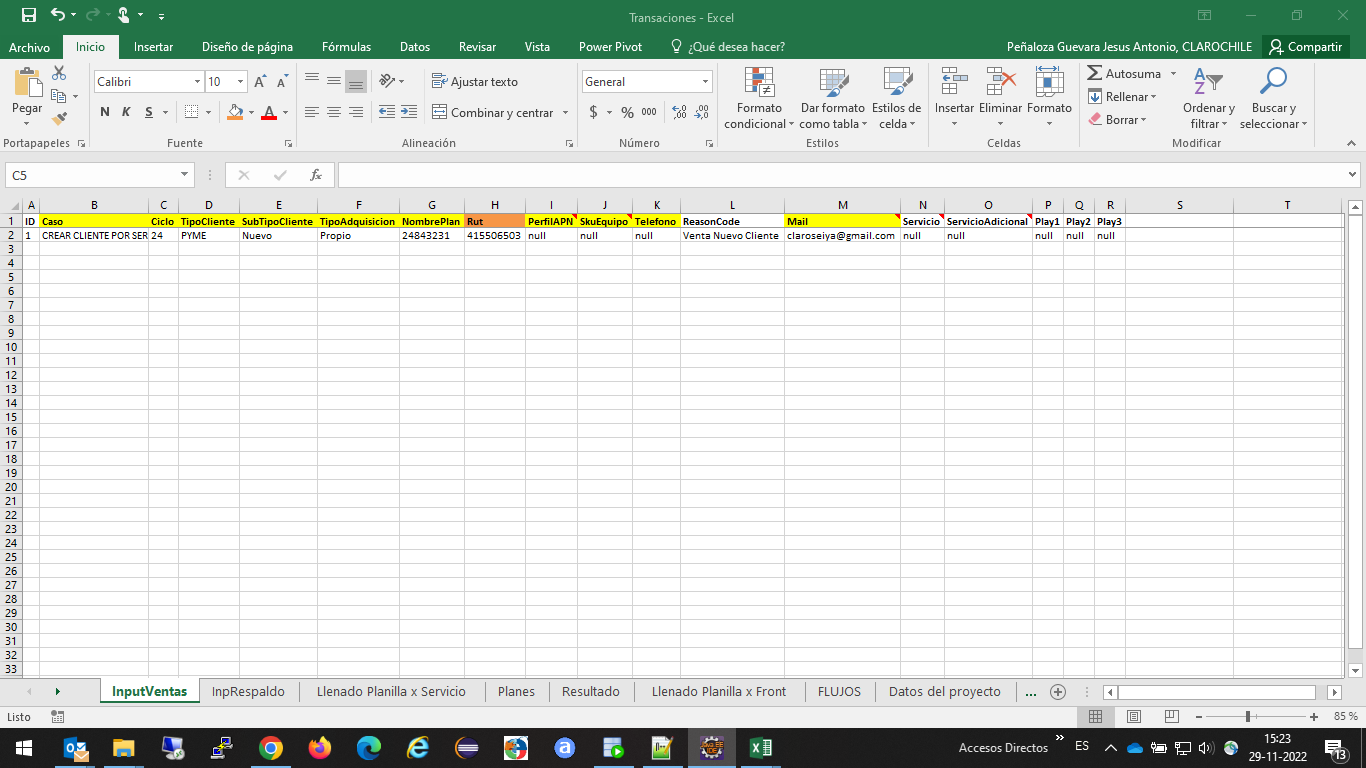 Transaciones - Excel
Archivo Inicio Insertar Diseño de página Fórmulas Datos Revisar Vista Power Pivot ¿Qué desea hacer? Peñaloza Guevara Jesus Antonio, CLAROCHILE Compartir
Pegar
Portapapeles
Calibri 10
N K S A
Fuente
Ajustar texto
Combinar y centrar
Alineación
General
$ % 000
Número
Formato condicional
Dar formato como tabla
Estilos de celda
Estilos
Insertar Eliminar Formato
Celdas
Autosuma
Rellenar
Borrar
Ordenar y filtrar
Buscar y seleccionar
Modificar
C5 fx
A B C D E F G H I J K L M N O P Q R S T
1 ID Caso Ciclo TipoCliente SubTipoCliente TipoAdquisicion NombrePlan Rut PerfilAPN SkuEquipo Telefono ReasonCode Mail Servicio ServicioAdicional Play1 Play2 Play3
2 1 CREAR CLIENTE POR SER 24 PYME Nuevo Propio 24843231 415506503 null null null Venta Nuevo Cliente claroseiya@gmail.com null null null null null
3
4
5
6
7
8
9
10
11
12
13
14
15
16
17
18
19
20
21
22
23
24
25
26
27
28
29
30
31
32
33
InputVentas InpRespaldo Llenado Planilla x Servicio Planes Resultado Llenado Planilla x Front FLUJOS Datos del proyecto ...
Listo 85 %
Accesos Directos ES 15:23
29-11-2022 13